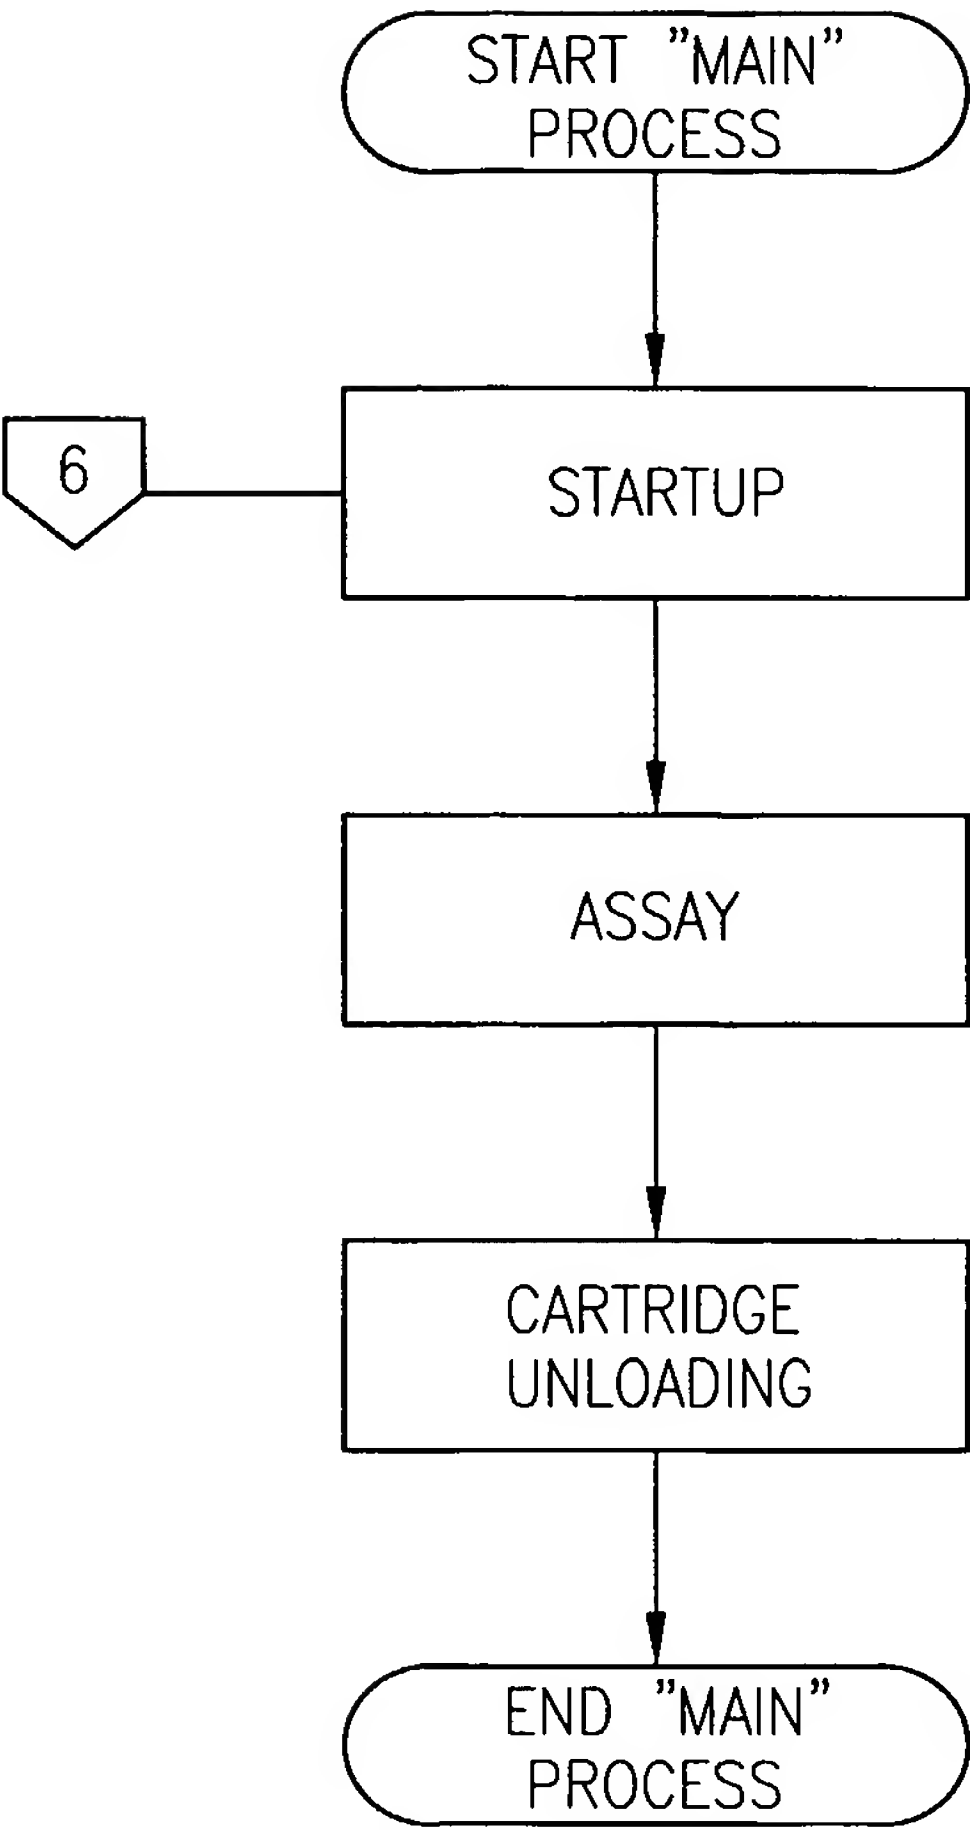 START "MAIN"
PROCESS
6
STARTUP
ASSAY
CARTRIDGE
UNLOADING
END "MAIN"
PROCESS